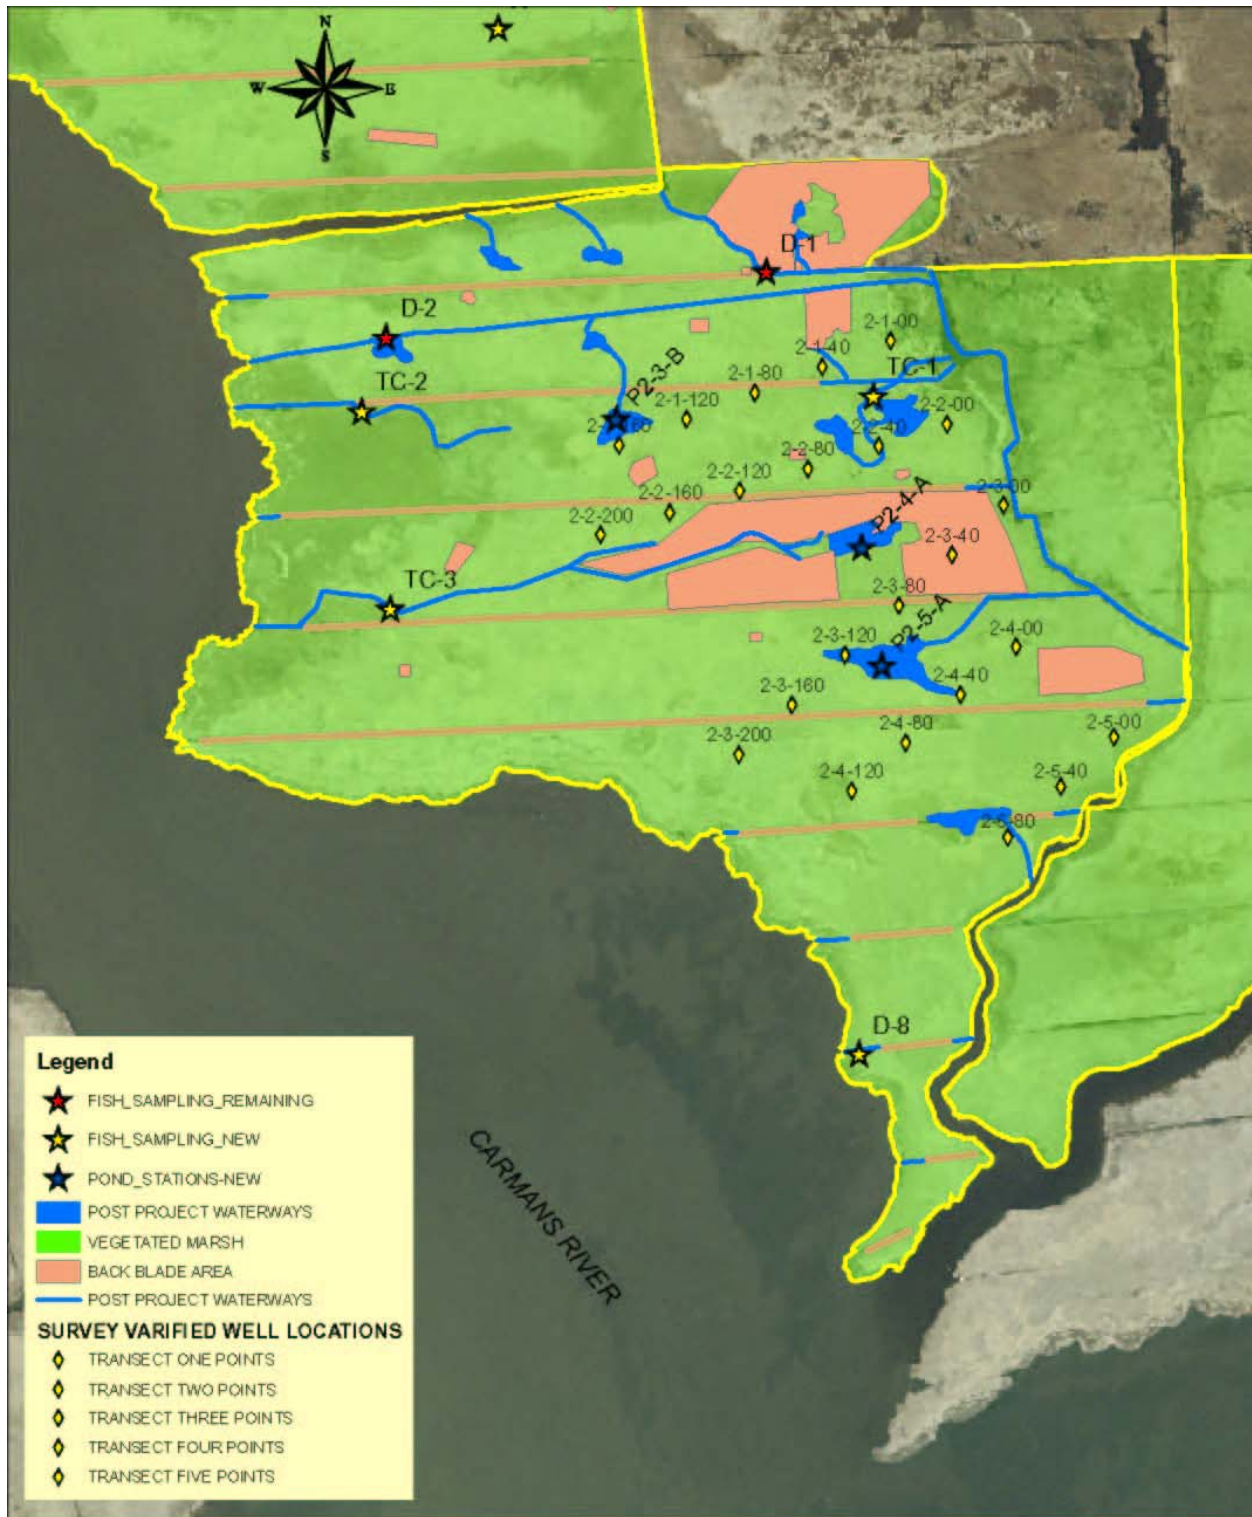 N
W
E
S
D-1
D-2
2-1-00
2-1-40
TC-2
TC-1
2-1-80
P2-3-B
2-1-120
2-2-00
2-2-40
2-2-80
2-2-120
2-2-160
2-3-00
P2-4-A
2-2-200
2-3-40
TC-3
2-3-80
P2-5-A
2-3-120
2-4-00
2-4-40
2-3-160
2-3-200
2-4-80
2-5-00
2-4-120
2-5-40
2-5-80
D-8
CARMANS RIVER
Legend
FISH_SAMPLING_REMAINING
FISH_SAMPLING_NEW
POND_STATIONS-NEW
POST PROJECT WATERWAYS
VEGETATED MARSH
BACK BLADE AREA
POST PROJECT WATERWAYS
SURVEY VARIFIED WELL LOCATIONS
TRANSECT ONE POINTS
TRANSECT TWO POINTS
TRANSECT THREE POINTS
TRANSECT FOUR POINTS
TRANSECT FIVE POINTS